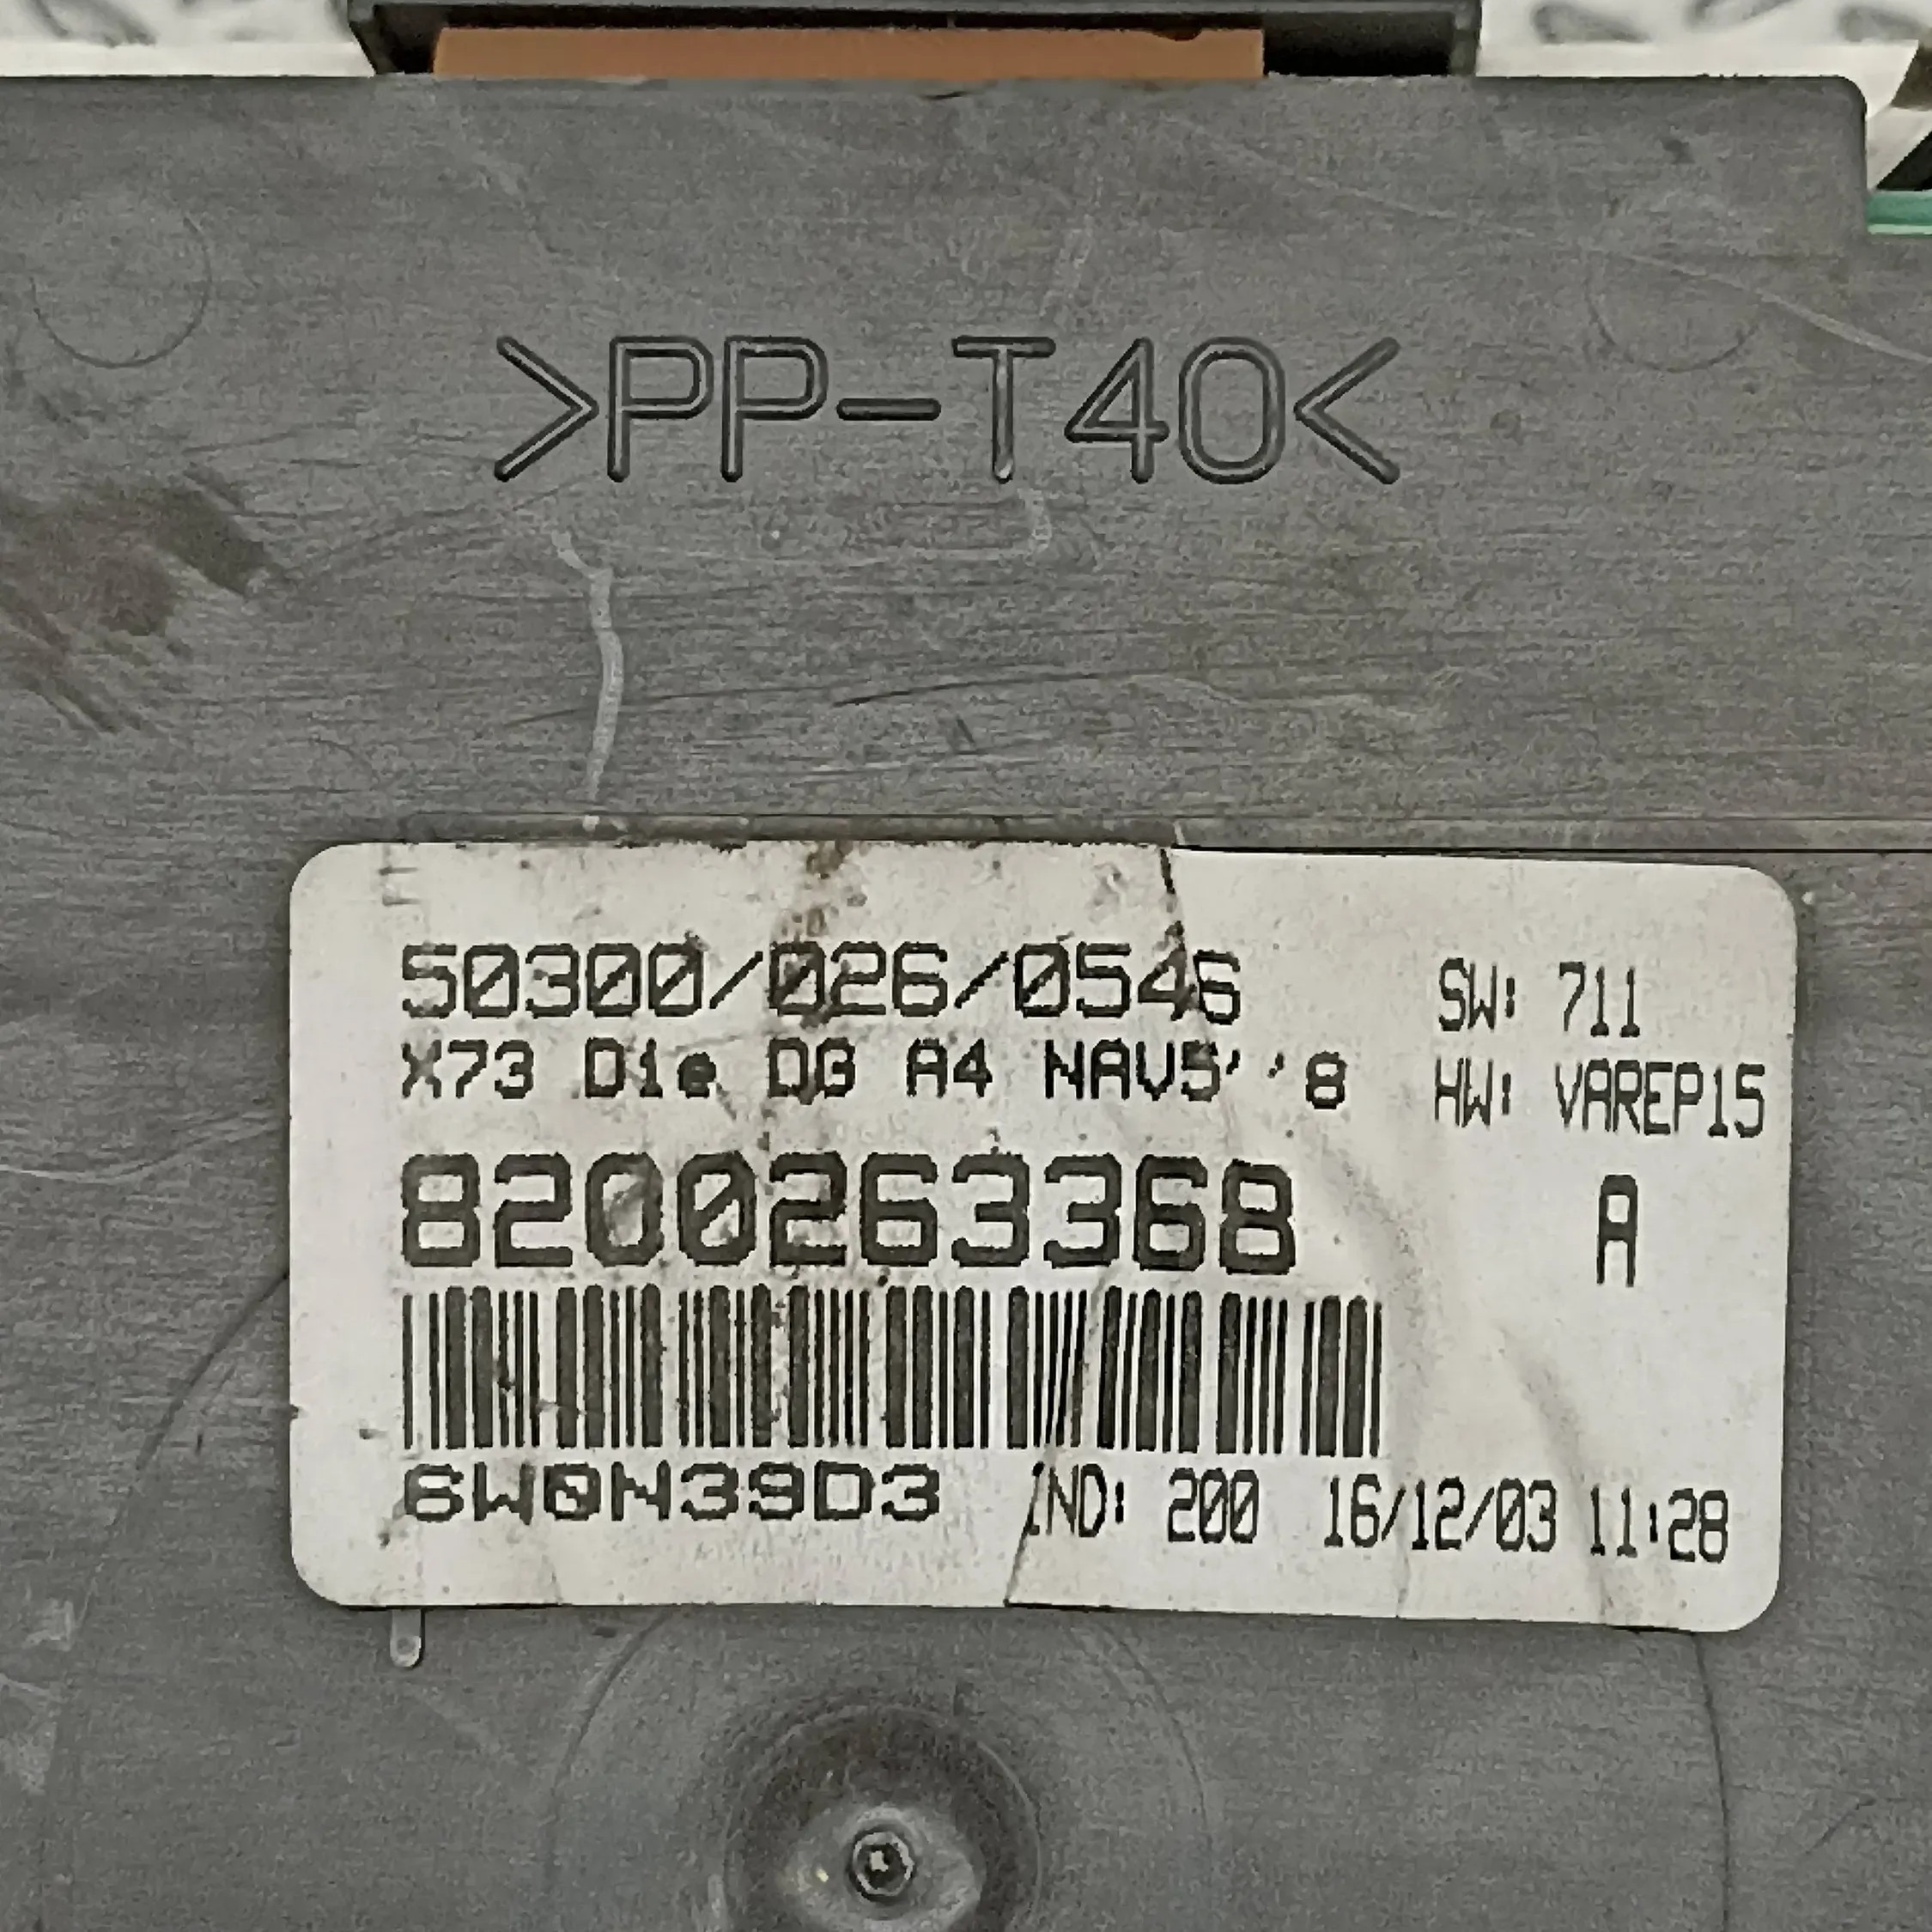 >PP-T40<
50300/026/0546
SW: 711
X73 Die DG A4 NAV5''8
HW: VAREP15
8200263368
A
6W0N39D3 IND: 200 16/12/03 11:28